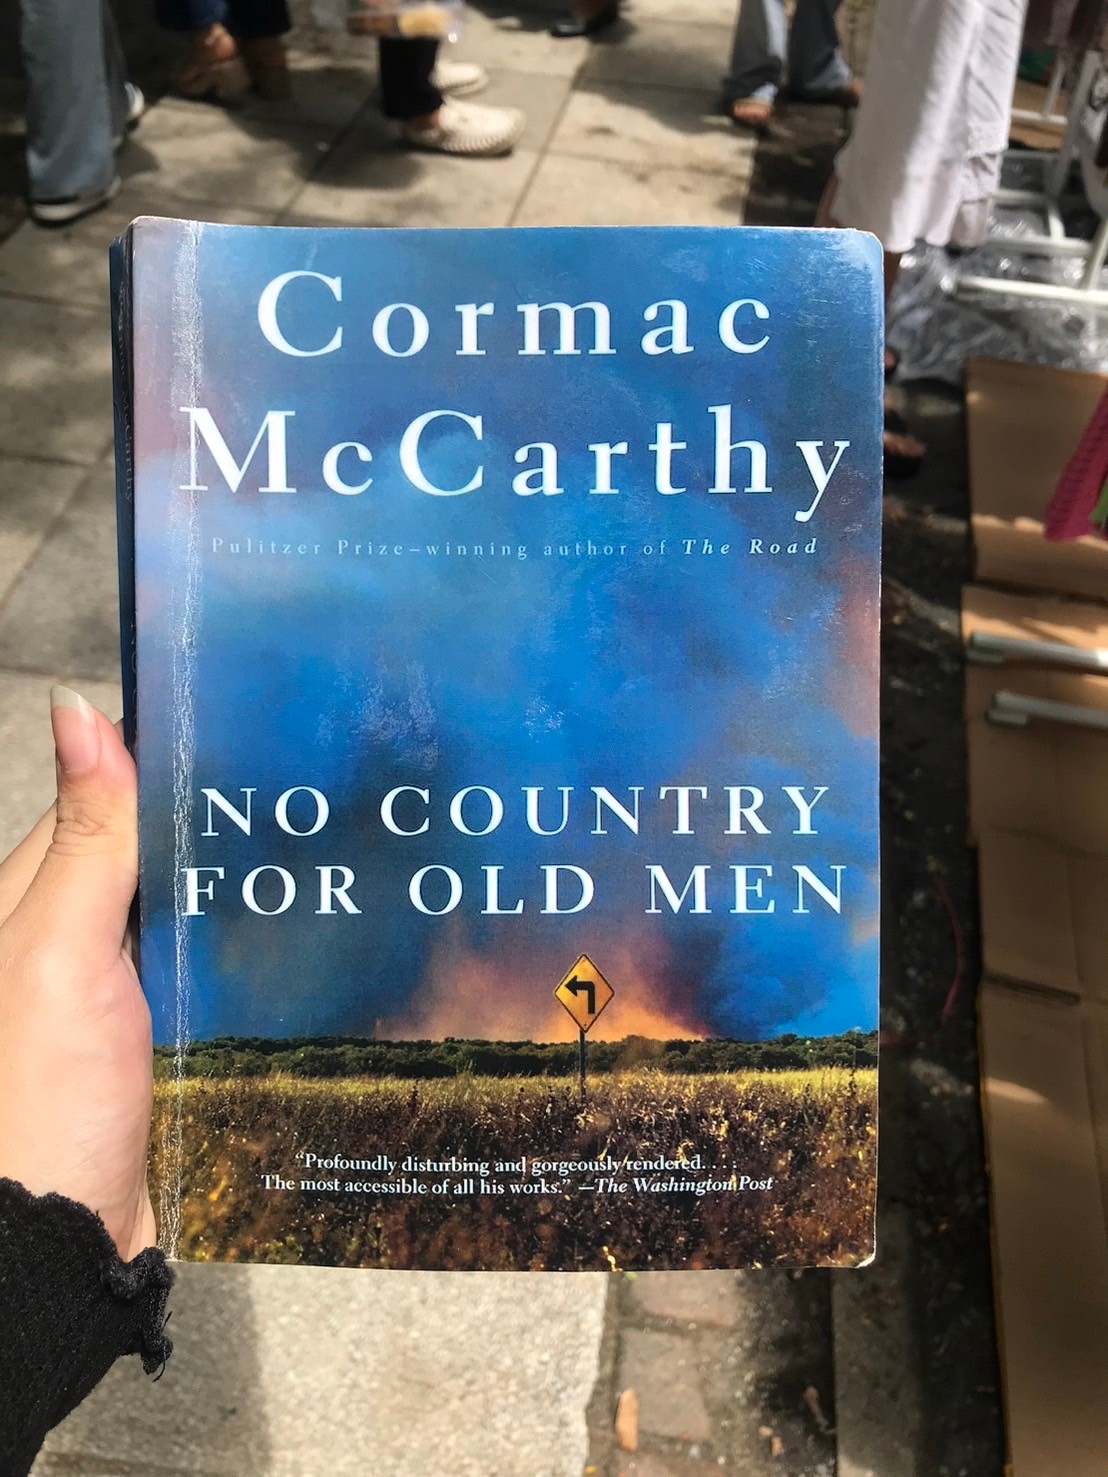 Cormac
McCarthy
Pulitzer Prize–winning author of The Road
NO COUNTRY
FOR OLD MEN
“Profoundly disturbing and gorgeously rendered. . . .
The most accessible of all his works.” —The Washington Post